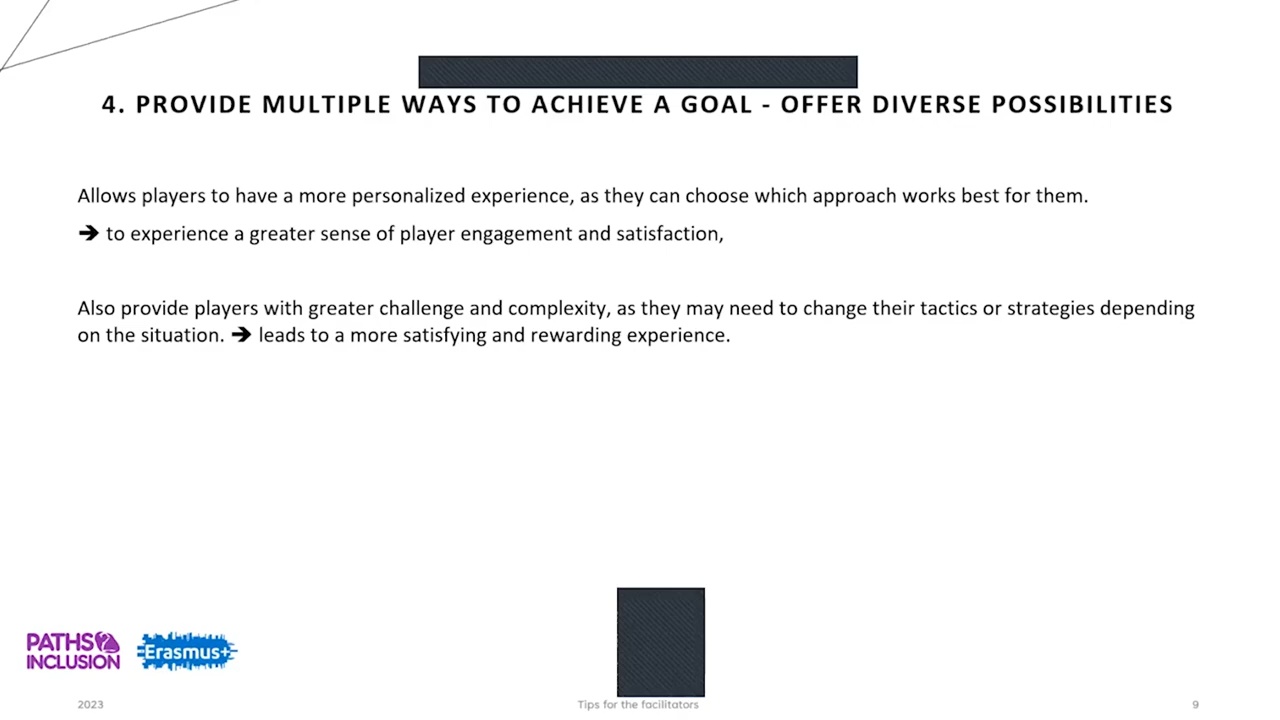 4. PROVIDE MULTIPLE WAYS TO ACHIEVE A GOAL - OFFER DIVERSE POSSIBILITIES
Allows players to have a more personalized experience, as they can choose which approach works best for them.
➔ to experience a greater sense of player engagement and satisfaction,
Also provide players with greater challenge and complexity, as they may need to change their tactics or strategies depending
on the situation. ➔ leads to a more satisfying and rewarding experience.
PATHS2
INCLUSION
Erasmus+
2023
Tips for the facilitators
9